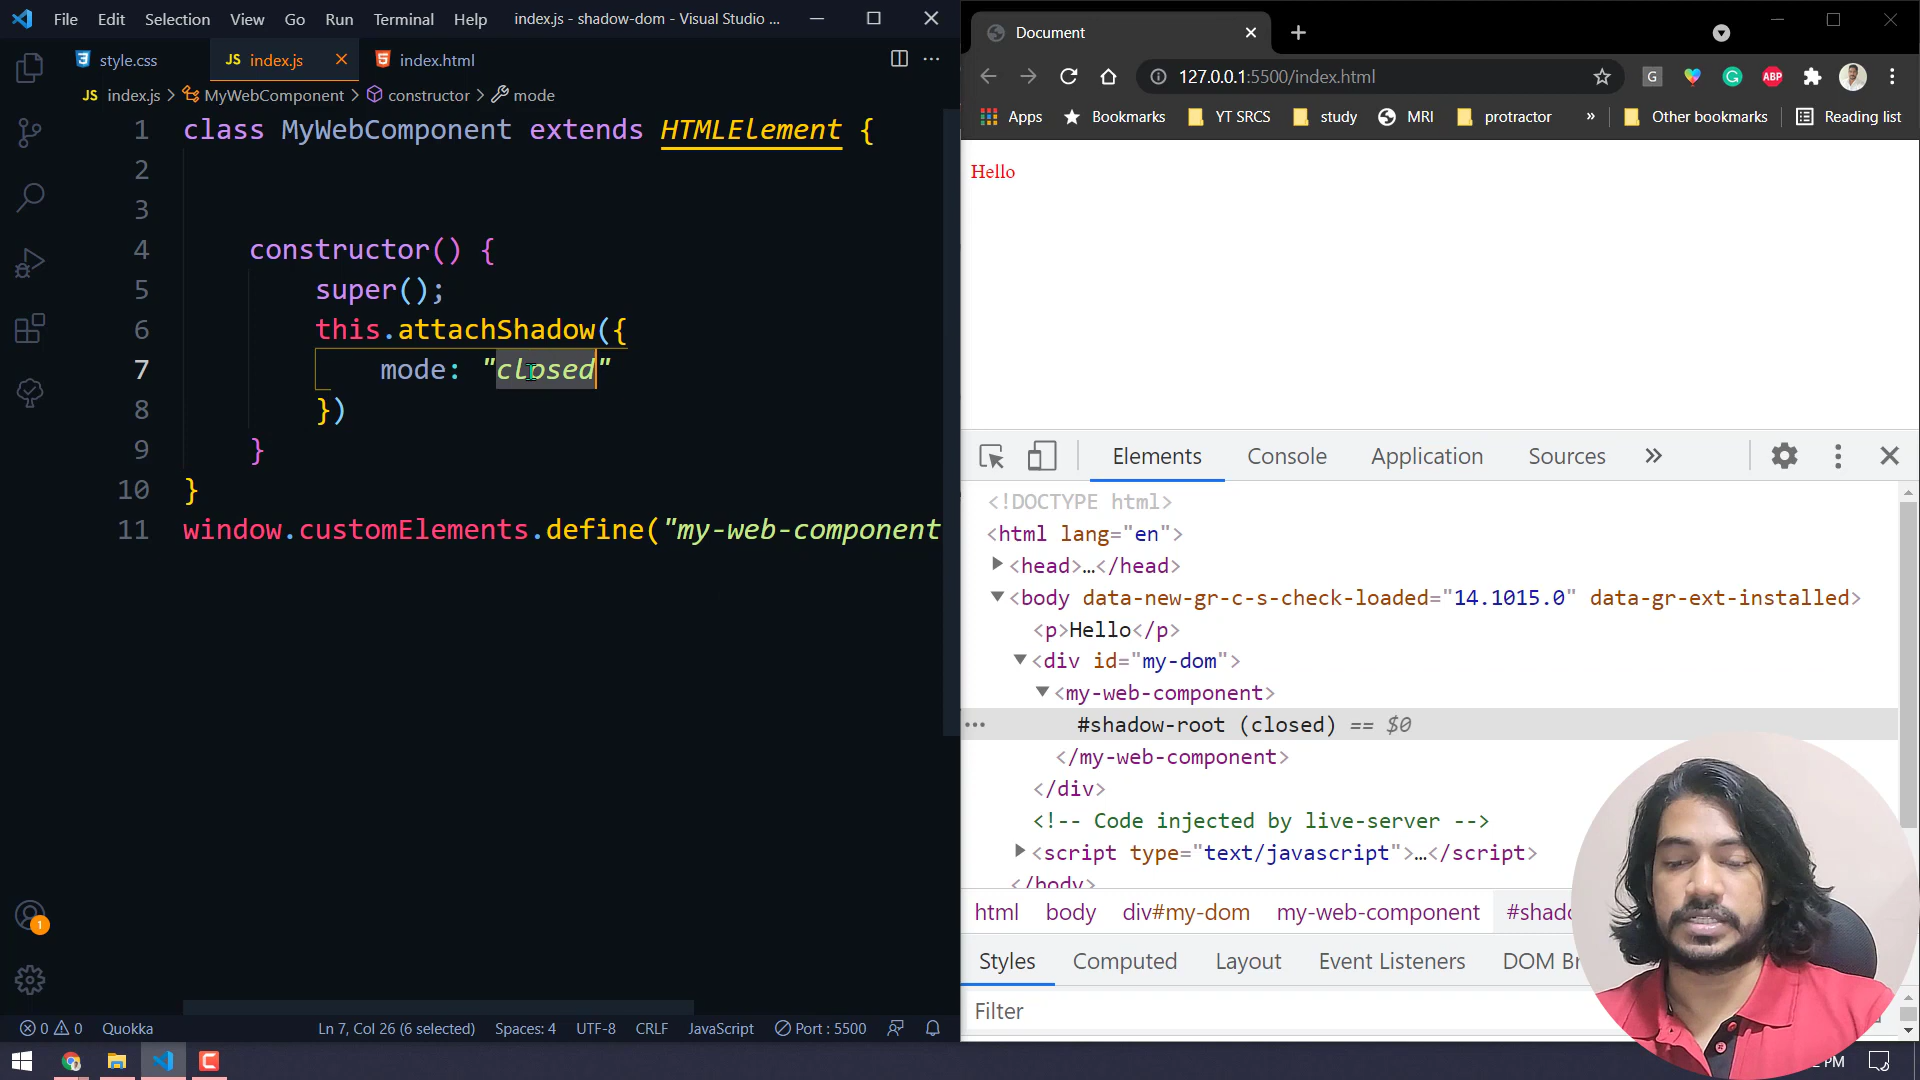 File Edit Selection View Go Run Terminal Help index.js - shadow-dom - Visual Studio ...
style.css JS index.js index.html
JS index.js > MyWebComponent > constructor > mode
1 class MyWebComponent extends HTMLElement {
2
3
4 constructor() {
5 super();
6 this.attachShadow({
7 mode: "closed"
8 })
9 }
10 }
11 window.customElements.define("my-web-component
0 0 Quokka Ln 7, Col 26 (6 selected) Spaces: 4 UTF-8 CRLF JavaScript Port : 5500
Document
127.0.0.1:5500/index.html
G ABP
Apps Bookmarks YT SRCS study MRI protractor » Other bookmarks Reading list
Hello
Elements Console Application Sources »
<!DOCTYPE html>
<html lang="en">
<head>…</head>
<body data-new-gr-c-s-check-loaded="14.1015.0" data-gr-ext-installed>
<p>Hello</p>
<div id="my-dom">
<my-web-component>
#shadow-root (closed) == $0
</my-web-component>
</div>
<!-- Code injected by live-server -->
<script type="text/javascript">…</script>
</body>
html body div#my-dom my-web-component #shado
Styles Computed Layout Event Listeners DOM Br
Filter
PM